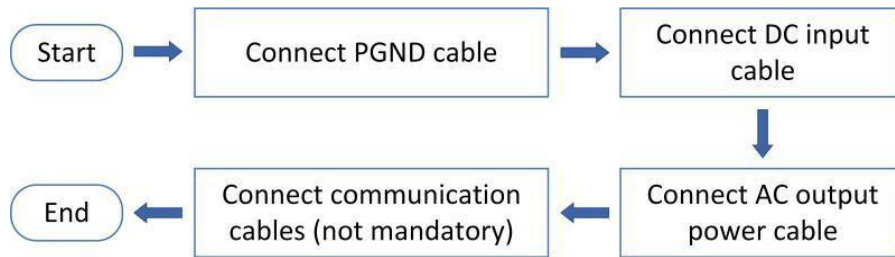 Start
Connect PGND cable
Connect DC input
cable
Connect AC output
power cable
Connect communication
cables (not mandatory)
End